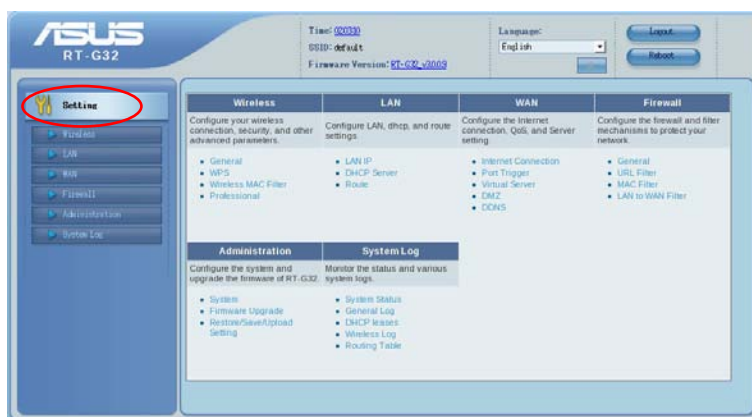 ASUS
RT-G32
Time: 020330
SSID: default
Firmware Version: RT-G32_v3.0.0.9
Language:
English
Logout
Reboot
Setting
Wireless
LAN
WAN
Firewall
Administration
System Log
Wireless
Configure your wireless
connection, security, and other
advanced parameters.
General
WPS
Wireless MAC Filter
Professional
LAN
Configure LAN, dhcp, and route
settings.
LAN IP
DHCP Server
Route
WAN
Configure the Internet
connection, QoS, and Server
setting.
Internet Connection
Port Trigger
Virtual Server
DMZ
DDNS
Firewall
Configure the firewall and filter
mechanisms to protect your
network.
General
URL Filter
MAC Filter
LAN to WAN Filter
Administration
Configure the system and
upgrade the firmware of RT-G32.
System
Firmware Upgrade
Restore/Save/Upload
Setting
System Log
Monitor the status and various
system logs.
System Status
General Log
DHCP leases
Wireless Log
Routing Table